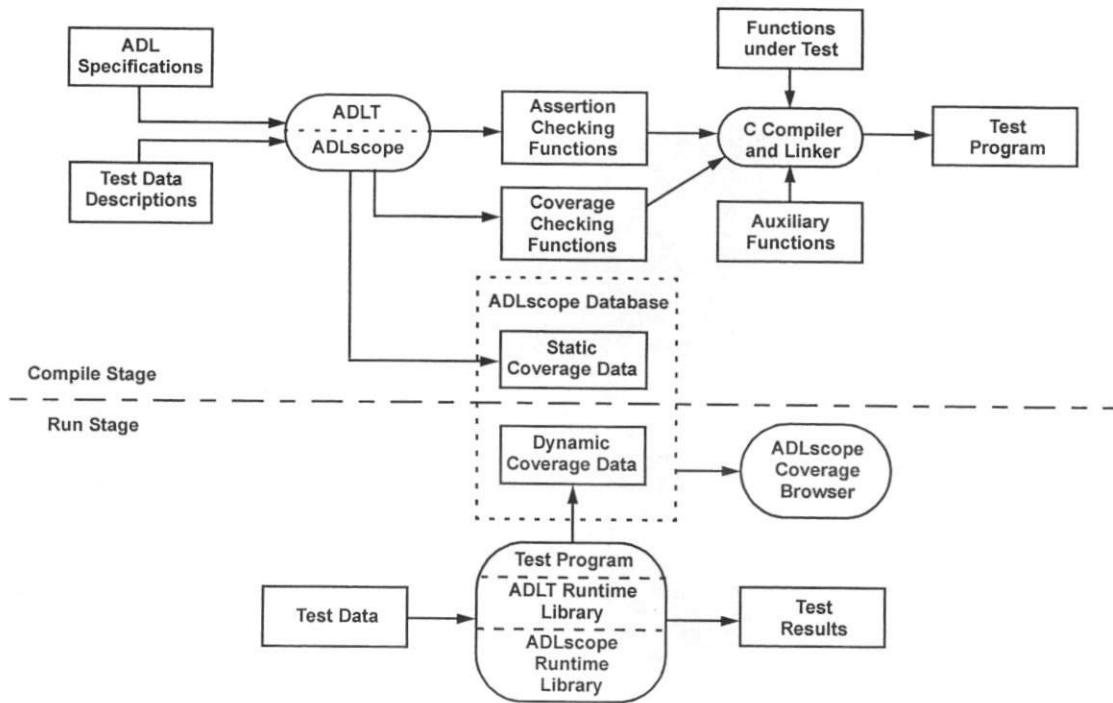 ADL
Specifications
Test Data
Descriptions
ADLT
ADLscope
Assertion
Checking
Functions
Coverage
Checking
Functions
Functions
under Test
C Compiler
and Linker
Auxiliary
Functions
Test
Program
ADLscope Database
Static
Coverage Data
Compile Stage
Run Stage
Dynamic
Coverage Data
ADLscope
Coverage
Browser
Test Data
Test Program
ADLT Runtime
Library
ADLscope
Runtime
Library
Test
Results